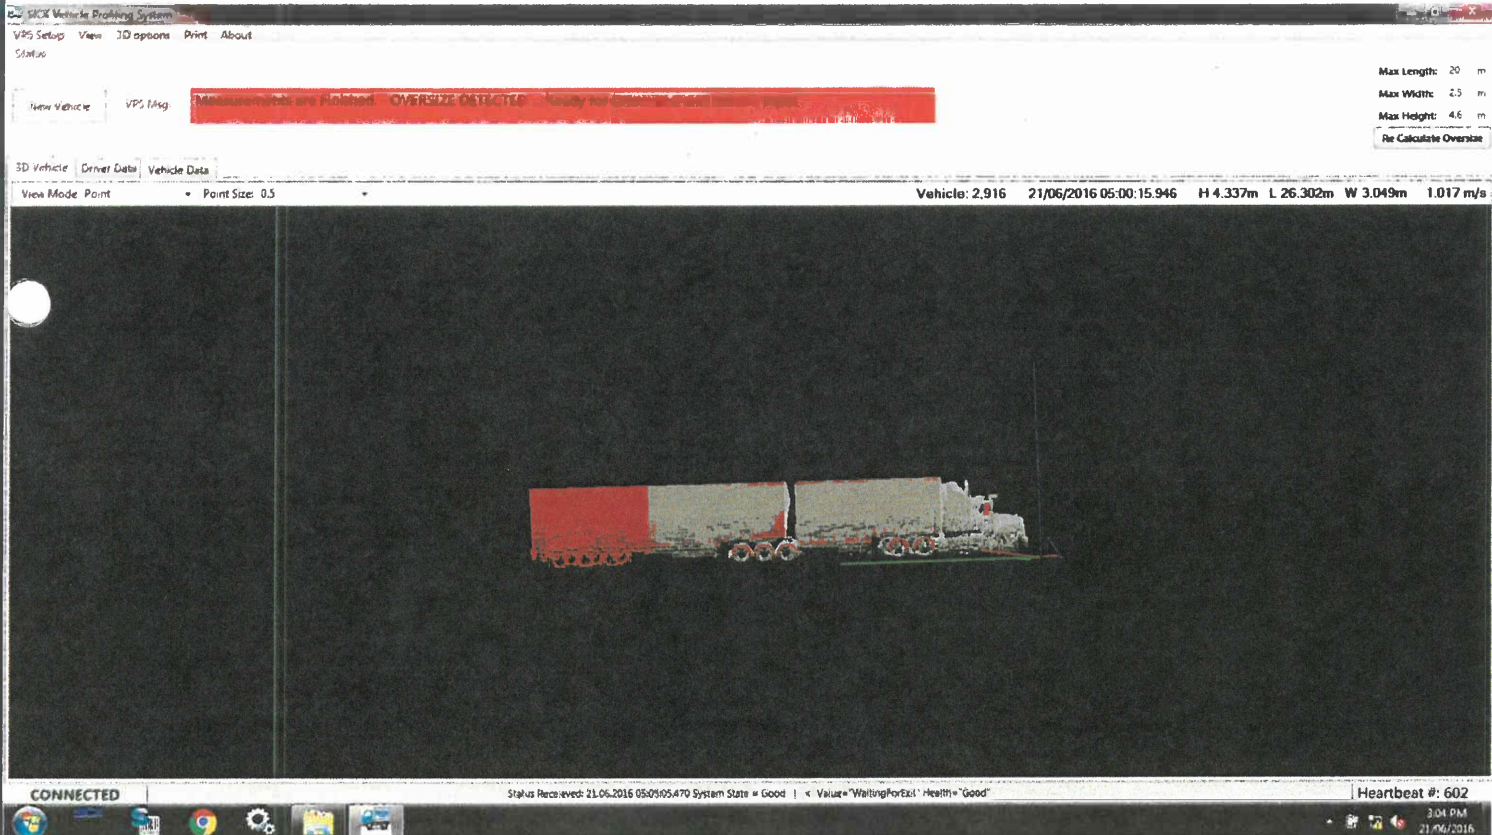 SICK Vehicle Profiling System
VPS Setup View 3D options Print About
Status
Max Length: 20 m
New Vehicle VPS Msg: Measurements are Finished OVERSIZE DETECTED Ready for
Max Width: 2.5 m
Max Height: 4.6 m
Re Calculate Oversize
3D Vehicle Driver Data Vehicle Data
View Mode Point Point Size: 0.5 Vehicle: 2,916 21/06/2016 05:00:15.946 H 4.337m L 26.302m W 3.049m 1.017 m/s
CONNECTED Status Receieved: 21.06.2016 05:05:05,470 System State = Good | < Value="WaitingForExit" Health="Good" Heartbeat #: 602
3:04 PM
21/06/2016